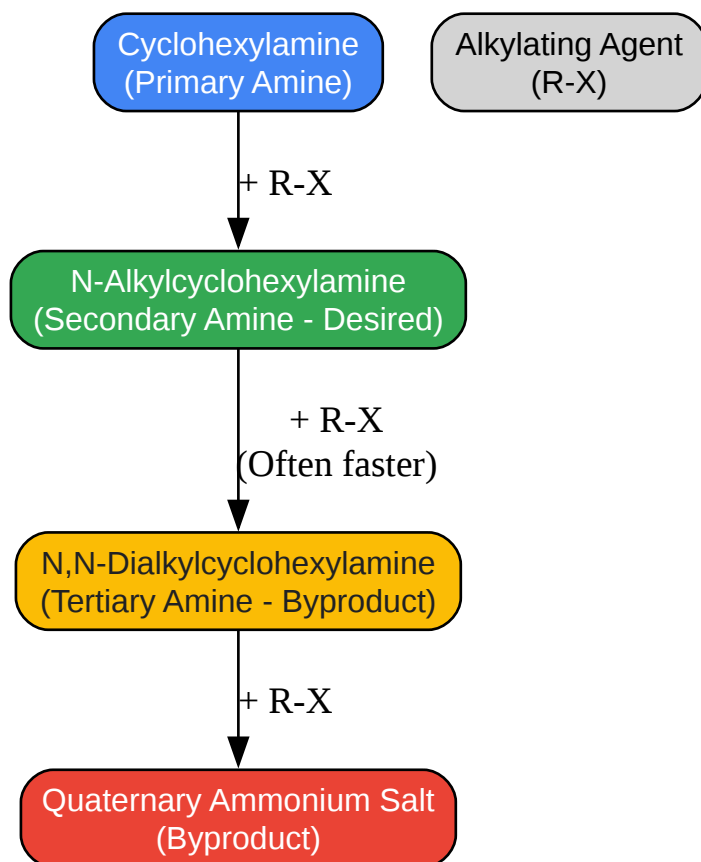 Cyclohexylamine
(Primary Amine)
Alkylating Agent
(R-X)
+ R-X
N-Alkylcyclohexylamine
(Secondary Amine - Desired)
+ R-X
(Often faster)
N,N-Dialkylcyclohexylamine
(Tertiary Amine - Byproduct)
+ R-X
Quaternary Ammonium Salt
(Byproduct)